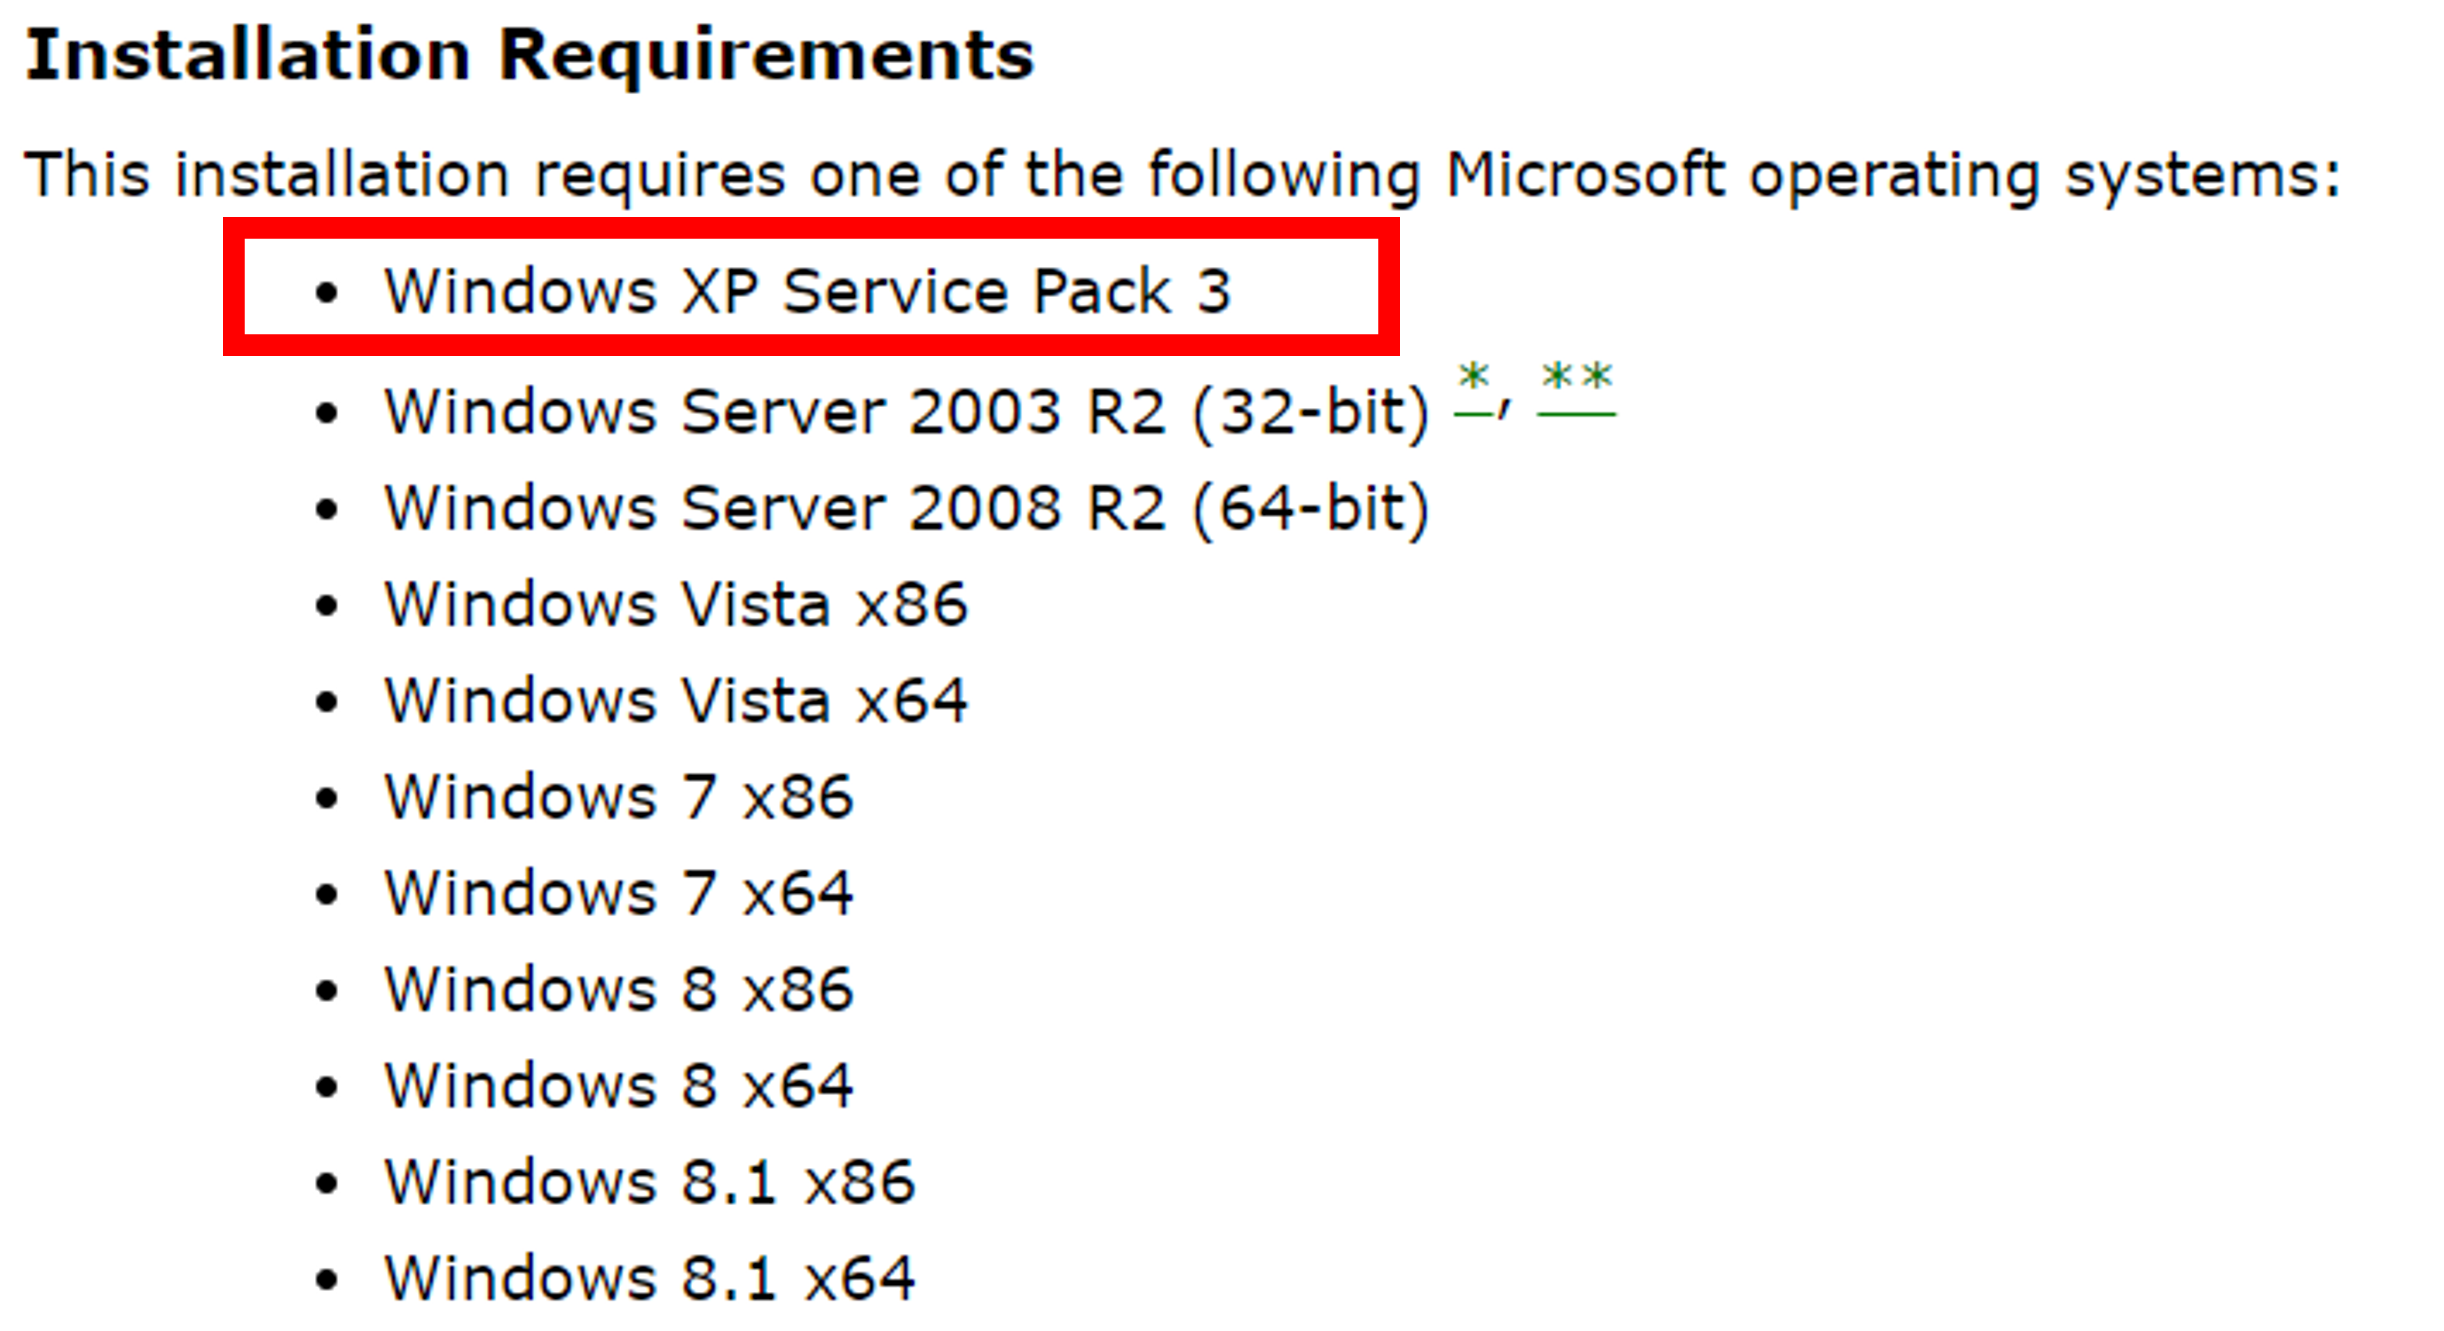 Installation Requirements
This installation requires one of the following Microsoft operating systems:
• Windows XP Service Pack 3
• Windows Server 2003 R2 (32-bit) *, **
• Windows Server 2008 R2 (64-bit)
• Windows Vista x86
• Windows Vista x64
• Windows 7 x86
• Windows 7 x64
• Windows 8 x86
• Windows 8 x64
• Windows 8.1 x86
• Windows 8.1 x64